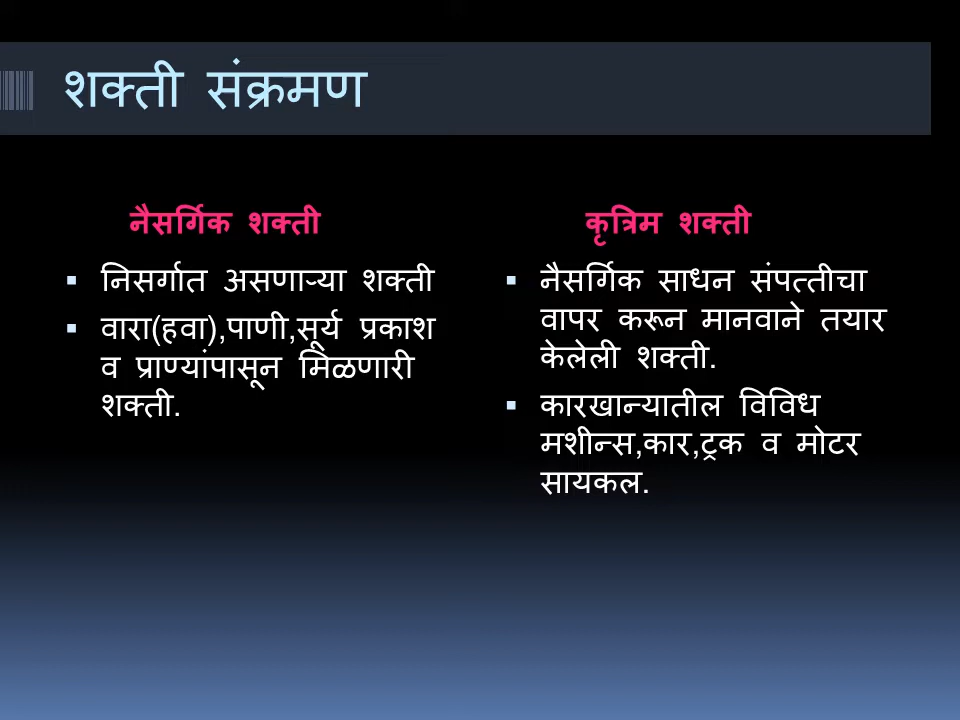 शक्ती संक्रमण
नैसर्गिक शक्ती
▪ निसर्गात असणाऱ्या शक्ती
▪ वारा(हवा),पाणी,सूर्य प्रकाश
व प्राण्यांपासून मिळणारी
शक्ती.
कृत्रिम शक्ती
▪ नैसर्गिक साधन संपत्तीचा
वापर करून मानवाने तयार
केलेली शक्ती.
▪ कारखान्यातील विविध
मशीन्स,कार,ट्रक व मोटर
सायकल.